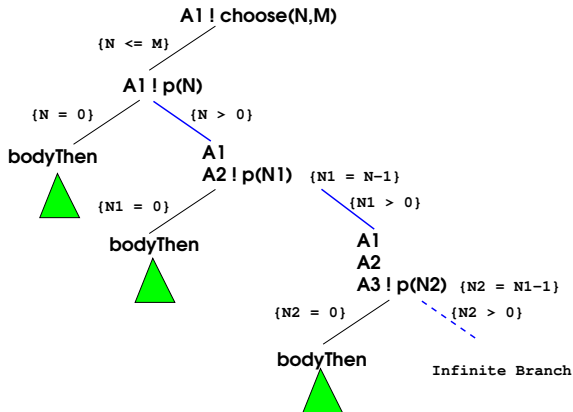 A1 ! choose(N,M)
{N <= M}
A1 ! p(N)
{N = 0}
{N > 0}
bodyThen
A1
A2 ! p(N1)
{N1 = N−1}
{N1 = 0}
{N1 > 0}
bodyThen
A1
A2
A3 ! p(N2)
{N2 = N1−1}
{N2 = 0}
{N2 > 0}
bodyThen
Infinite Branch